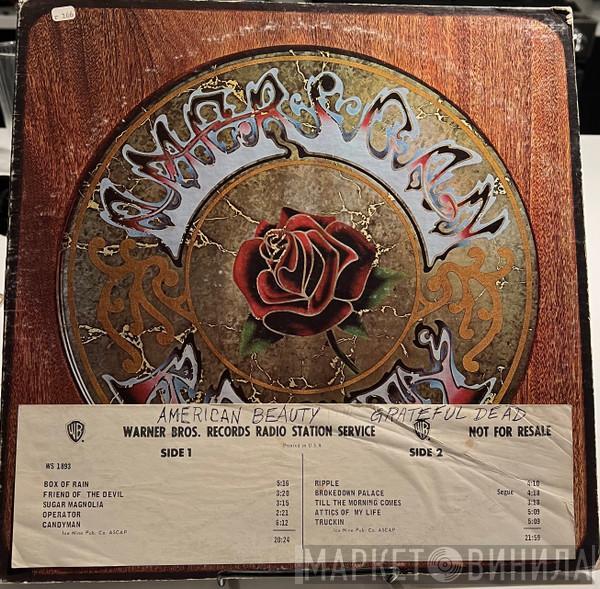 c 166
AMERICAN
AMERICAN BEAUTY GRATEFUL DEAD
WB WARNER BROS. RECORDS RADIO STATION SERVICE WB NOT FOR RESALE
Printed in U.S.A.
SIDE 1 SIDE 2
WS 1893
BOX OF RAIN 5:16
FRIEND OF THE DEVIL 3:20
SUGAR MAGNOLIA 3:15
OPERATOR 2:21
CANDYMAN 6:12
Ice Nine Pub. Co. ASCAP
20:24
RIPPLE 4:10
BROKEDOWN PALACE Segue 4:18
TILL THE MORNING COMES 3:13
ATTICS OF MY LIFE 5:09
TRUCKIN 5:09
Ice Nine Pub. Co. ASCAP
21:59
МАРКЕТ ВИНИЛА